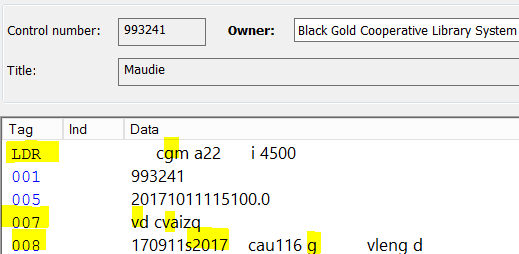 Control number: 993241 Owner: Black Gold Cooperative Library System
Title: Maudie
Tag Ind Data
LDR cgm a22 i 4500
001 993241
005 20171011115100.0
007 vd cvaizq
008 170911s2017 cau116 g vleng d